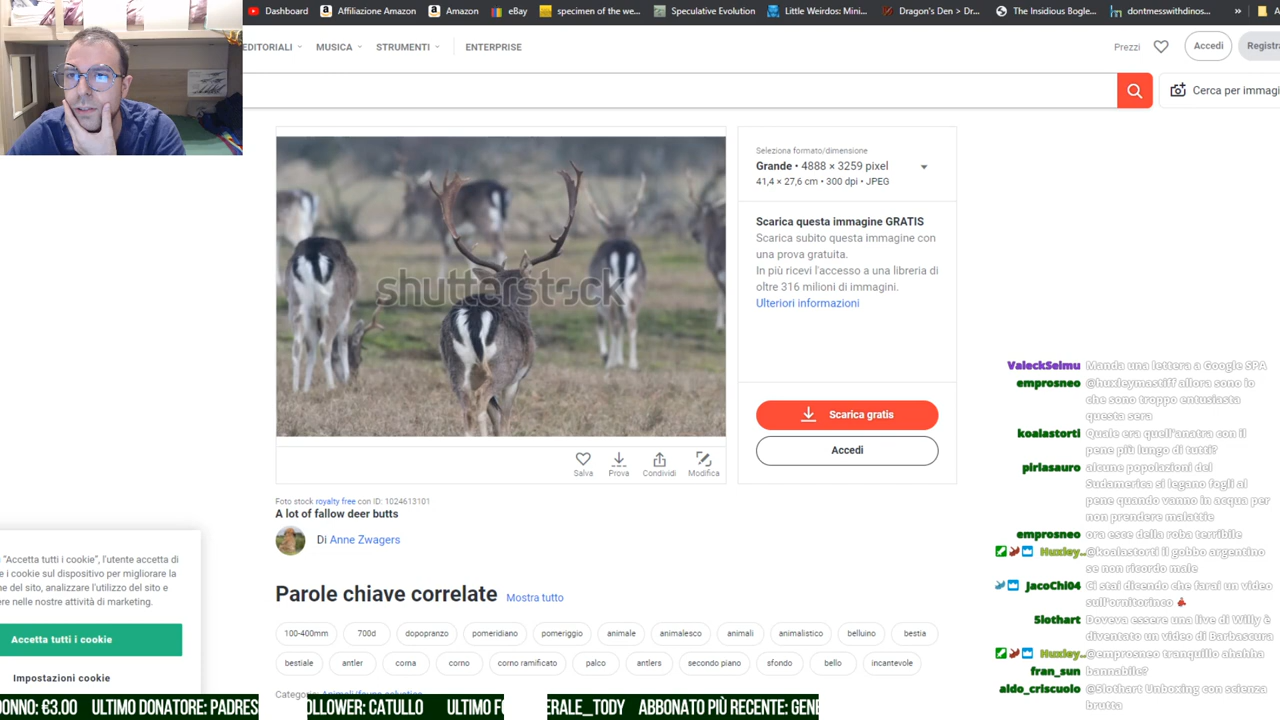 Dashboard
Affiliazione Amazon
Amazon
eBay
specimen of the we...
Speculative Evolution
Little Weirdos: Mini...
Dragon's Den > Dr...
The Insidious Bogle...
dontmesswithdinos...
»
EDITORIALI
MUSICA
STRUMENTI
ENTERPRISE
Prezzi
Accedi
Registra
Cerca per immagi
shutterstock
Seleziona formato/dimensione
Grande • 4888 × 3259 pixel
41,4 × 27,6 cm • 300 dpi • JPEG
Scarica questa immagine GRATIS
Scarica subito questa immagine con
una prova gratuita.
In più ricevi l'accesso a una libreria di
oltre 316 milioni di immagini.
Ulteriori informazioni
Scarica gratis
Accedi
Salva
Prova
Condividi
Modifica
Foto stock royalty free con ID: 1024613101
A lot of fallow deer butts
Di Anne Zwagers
Parole chiave correlate Mostra tutto
100-400mm
700d
dopopranzo
pomeridiano
pomeriggio
animale
animalesco
animali
animalistico
belluino
bestia
bestiale
antler
corna
corno
corno ramificato
palco
antlers
secondo piano
sfondo
bello
incantevole
Categorie: Animali/fauna selvatica
"Accetta tutti i cookie", l'utente accetta di
e i cookie sul dispositivo per migliorare la
ne del sito, analizzare l'utilizzo del sito e
ere nelle nostre attività di marketing.
Accetta tutti i cookie
Impostazioni cookie
ValeckSelmu Manda una lettera a Google SPA
emprosneo @huxleymastiff allora sono io
che sono troppo entusiasta
questa sera
koalastorti Quale era quell'anatra con il
pene più lungo di tutti?
pirlasauro alcune popolazioni del
Sudamerica si legano fogli al
pene quando vanno in acqua per
non prendere malattie
emprosneo ora esce della roba terribile
Huxley... @koalastorti il gobbo argentino
se non ricordo male
JacoChi04 Ci stai dicendo che farai un video
sull'ornitorinco
Slothart Doveva essere una live di Willy è
diventato un video di Barbascura
Huxley... @emprosneo tranquillo ahahha
fran_sun bannabile?
aldo_criscuolo @Slothart Unboxing con scienza
brutta
DONNO: €3.00 ULTIMO DONATORE: PADRES
OLLOWER: CATULLO ULTIMO FO
ERALE_TODY ABBONATO PIÙ RECENTE: GENE